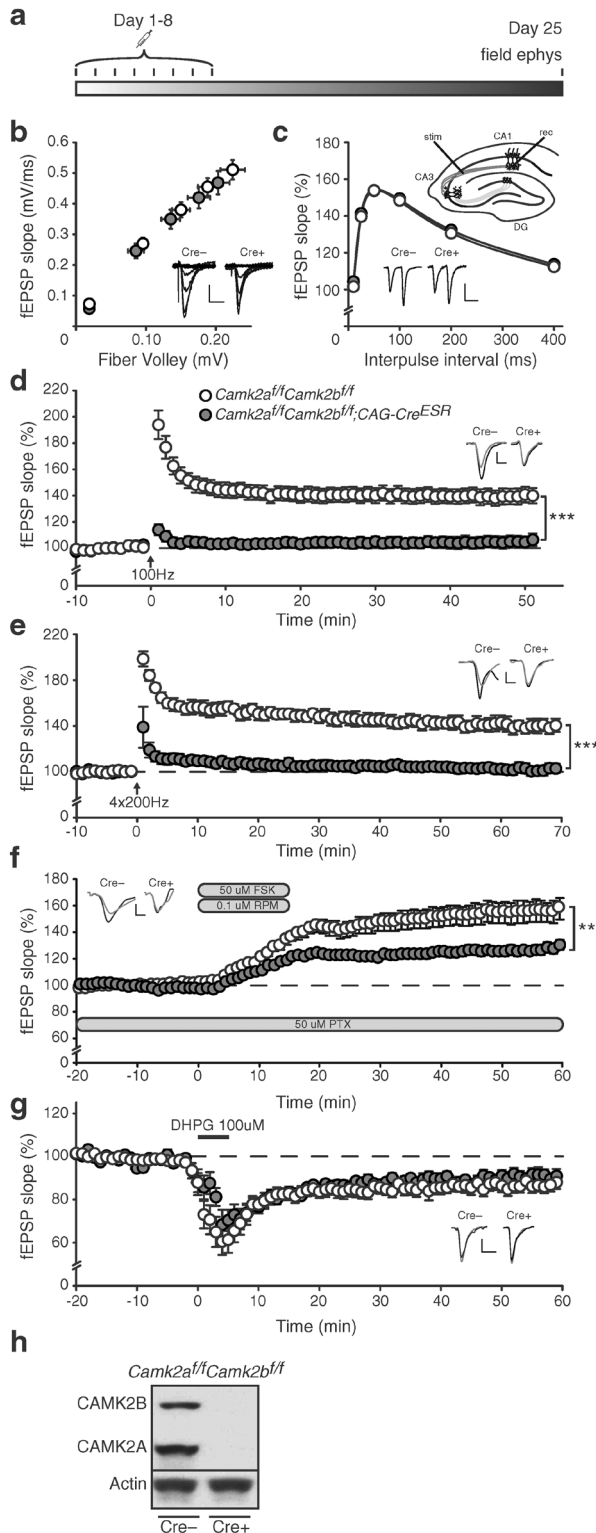 a
Day 1-8
Day 25
field ephys
b
fEPSP slope (mV/ms)
0.6
0.5
0.4
0.3
0.2
0.1
0
0.10
0.20
Fiber Volley (mV)
Cre–
Cre+
c
fEPSP slope (%)
180
160
140
120
100
0
100
200
300
400
Interpulse interval (ms)
stim
CA1
rec
CA3
DG
Cre–
Cre+
d
fEPSP slope (%)
220
200
180
160
140
120
100
0
-10
0
10
20
30
40
50
Time (min)
Camk2a^f/f Camk2b^f/f
Camk2a^f/f Camk2b^f/f;CAG-Cre^ESR
Cre–
Cre+
***
100Hz
e
fEPSP slope (%)
220
180
140
100
0
-10
0
10
20
30
40
50
60
70
Time (min)
Cre–
Cre+
***
4x200Hz
f
fEPSP slope (%)
180
160
140
120
100
80
60
0
-20
-10
0
10
20
30
40
50
60
Time (min)
Cre–
Cre+
50 uM FSK
0.1 uM RPM
**
50 uM PTX
g
fEPSP slope (%)
120
100
80
60
0
-20
-10
0
10
20
30
40
50
60
Time (min)
DHPG 100uM
Cre–
Cre+
h
Camk2a^f/f Camk2b^f/f
CAMK2B
CAMK2A
Actin
Cre–
Cre+